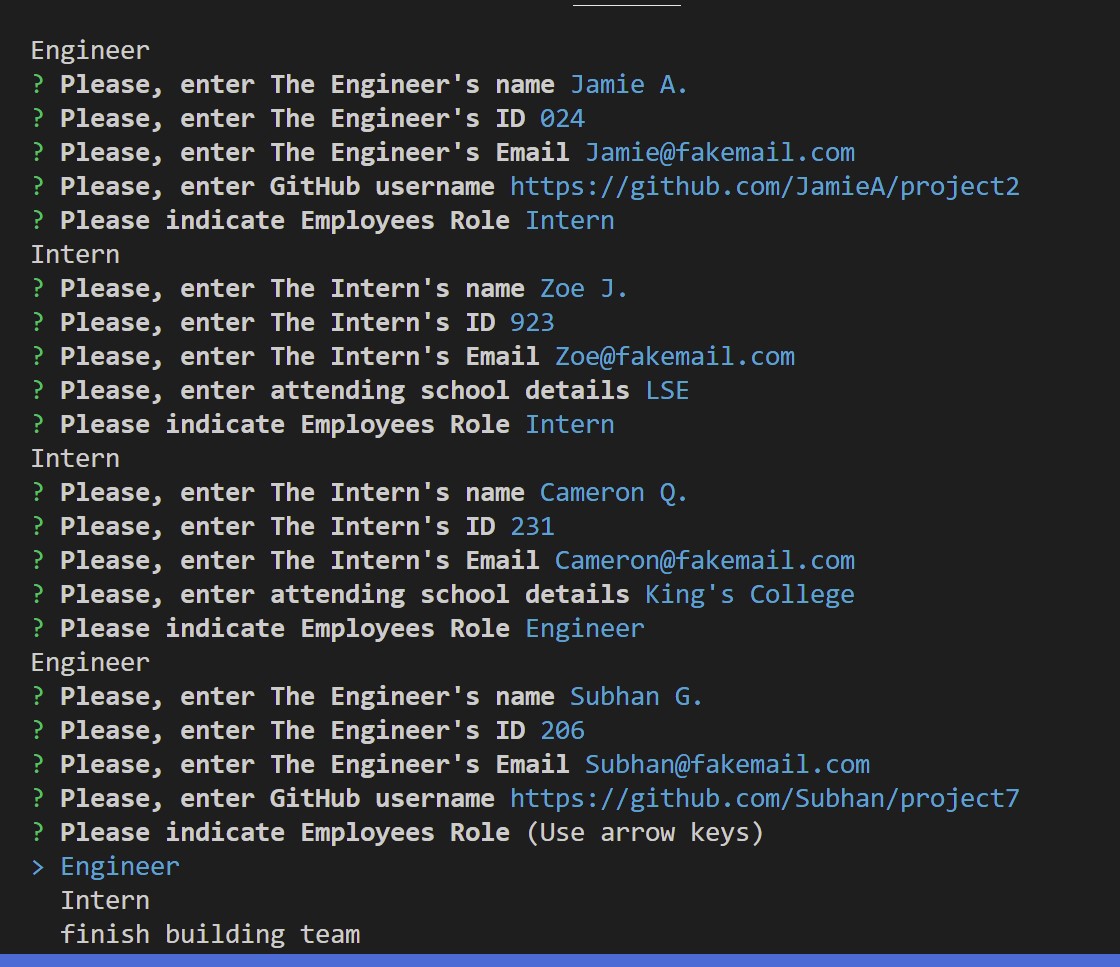 Engineer
? Please, enter The Engineer's name Jamie A.
? Please, enter The Engineer's ID 024
? Please, enter The Engineer's Email Jamie@fakemail.com
? Please, enter GitHub username https://github.com/JamieA/project2
? Please indicate Employees Role Intern
Intern
? Please, enter The Intern's name Zoe J.
? Please, enter The Intern's ID 923
? Please, enter The Intern's Email Zoe@fakemail.com
? Please, enter attending school details LSE
? Please indicate Employees Role Intern
Intern
? Please, enter The Intern's name Cameron Q.
? Please, enter The Intern's ID 231
? Please, enter The Intern's Email Cameron@fakemail.com
? Please, enter attending school details King's College
? Please indicate Employees Role Engineer
Engineer
? Please, enter The Engineer's name Subhan G.
? Please, enter The Engineer's ID 206
? Please, enter The Engineer's Email Subhan@fakemail.com
? Please, enter GitHub username https://github.com/Subhan/project7
? Please indicate Employees Role (Use arrow keys)
> Engineer
Intern
finish building team